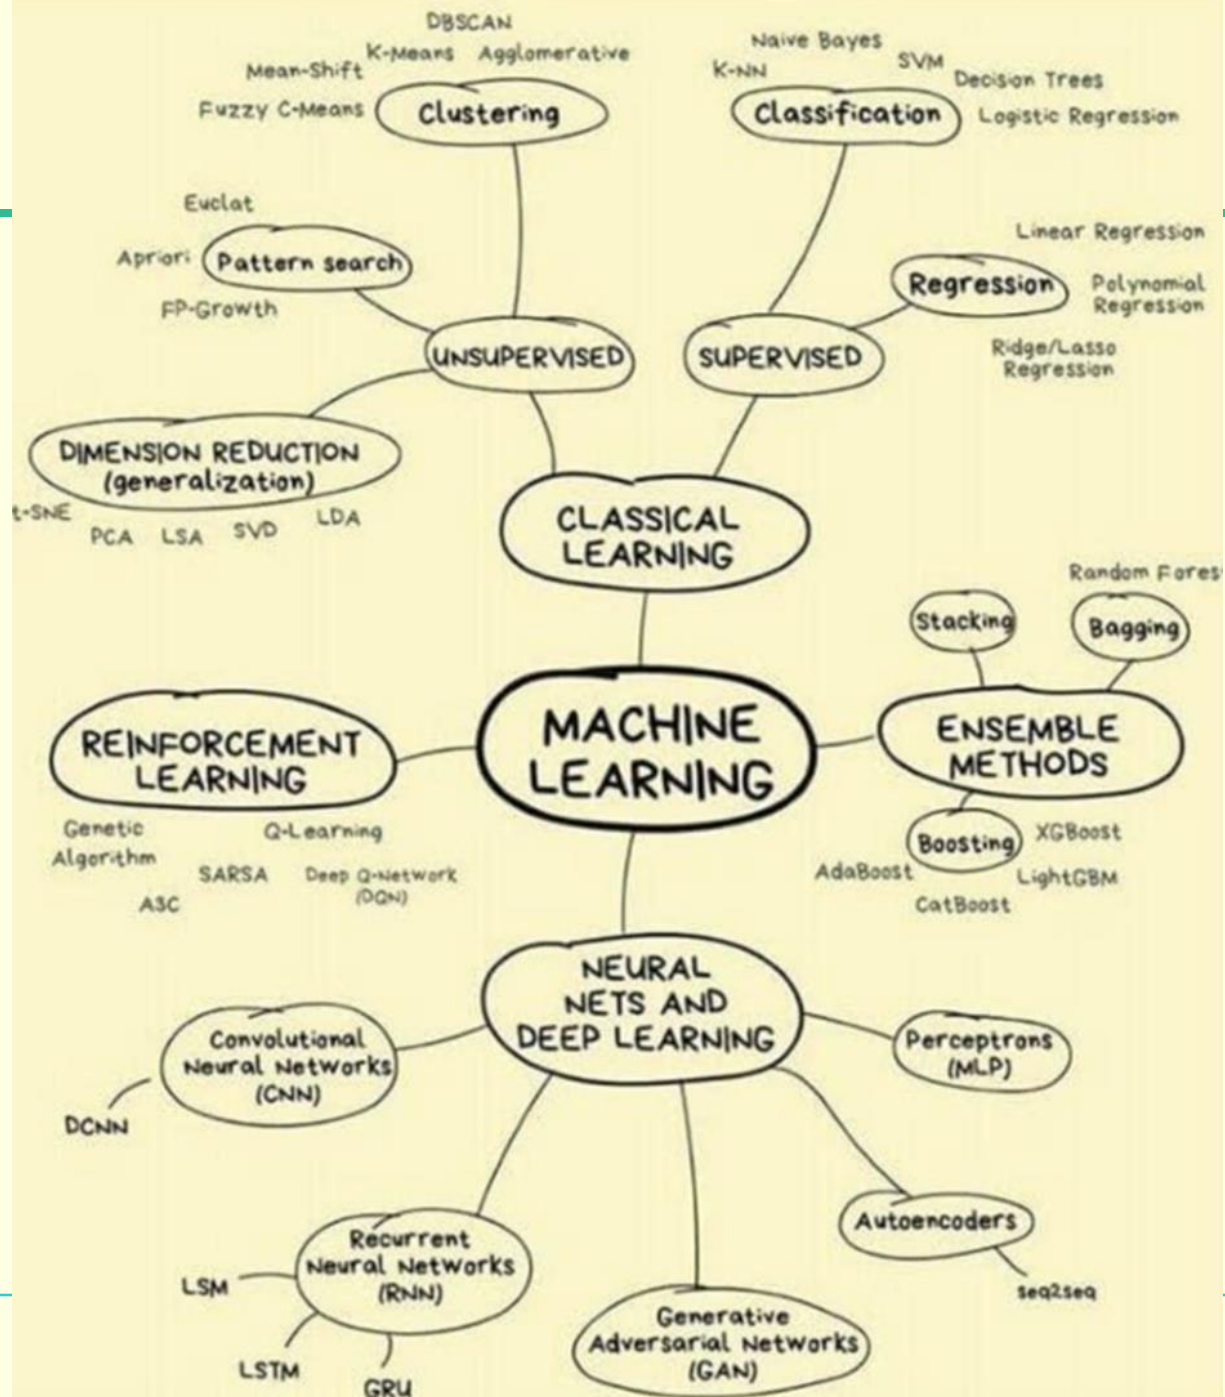 DBSCAN
K-Means Agglomerative
Mean-Shift
Fuzzy C-Means
Clustering
Naive Bayes
K-NN
SVM
Decision Trees
Classification
Logistic Regression
Euclat
Apriori
Pattern search
FP-Growth
Linear Regression
Regression
Polynomial
Regression
Ridge/Lasso
Regression
UNSUPERVISED
SUPERVISED
DIMENSION REDUCTION
(generalization)
t-SNE
PCA
LSA
SVD
LDA
CLASSICAL
LEARNING
Random Fores
Stacking
Bagging
MACHINE
LEARNING
REINFORCEMENT
LEARNING
ENSEMBLE
METHODS
Genetic
Algorithm
Q-Learning
SARSA
Deep Q-Network
(DQN)
A3C
Boosting
XGBoost
AdaBoost
LightGBM
CatBoost
NEURAL
NETS AND
DEEP LEARNING
Convolutional
Neural Networks
(CNN)
DCNN
Perceptrons
(MLP)
Recurrent
Neural Networks
(RNN)
LSM
LSTM
GRU
Autoencoders
seq2seq
Generative
Adversarial Networks
(GAN)